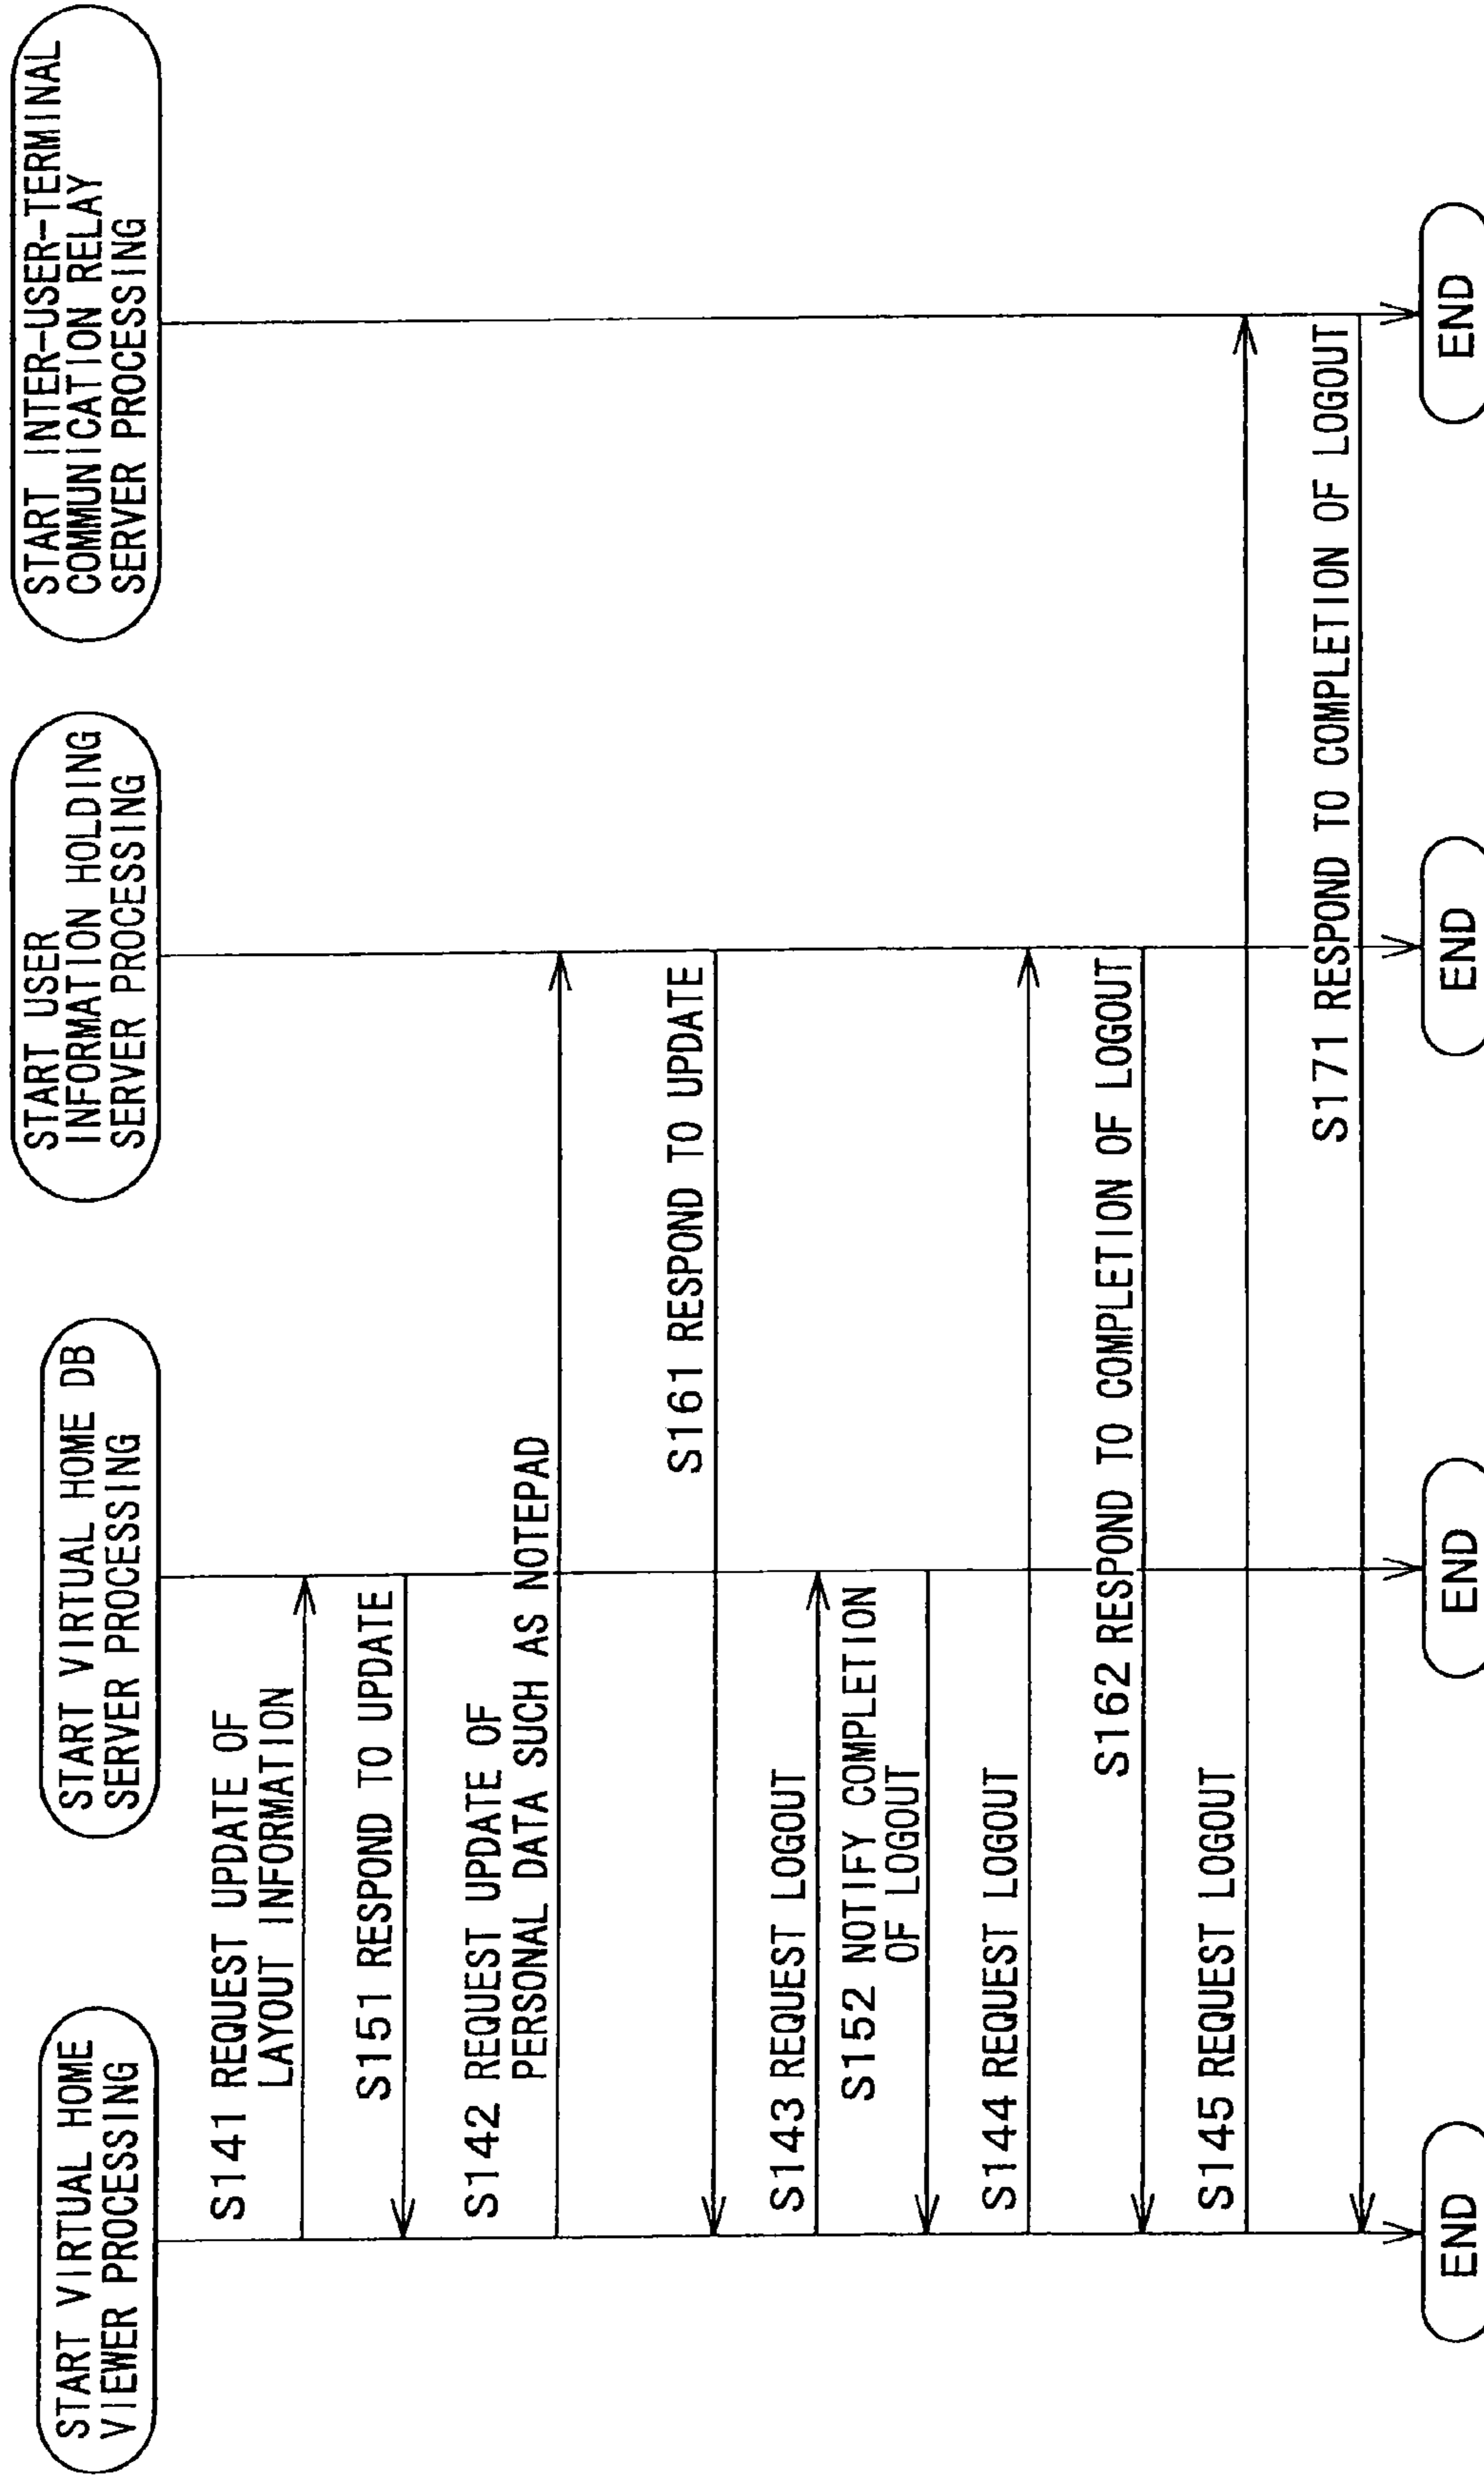 START VIRTUAL HOME
VIEWER PROCESSING
START VIRTUAL HOME DB
SERVER PROCESSING
START USER
INFORMATION HOLDING
SERVER PROCESSING
START INTER-USER-TERMINAL
COMMUNICATION RELAY
SERVER PROCESSING
S141 REQUEST UPDATE OF
LAYOUT INFORMATION
S151 RESPOND TO UPDATE
S142 REQUEST UPDATE OF
PERSONAL DATA SUCH AS NOTEPAD
S161 RESPOND TO UPDATE
S143 REQUEST LOGOUT
S152 NOTIFY COMPLETION
OF LOGOUT
S144 REQUEST LOGOUT
S162 RESPOND TO COMPLETION OF LOGOUT
S145 REQUEST LOGOUT
S171 RESPOND TO COMPLETION OF LOGOUT
END
END
END
END